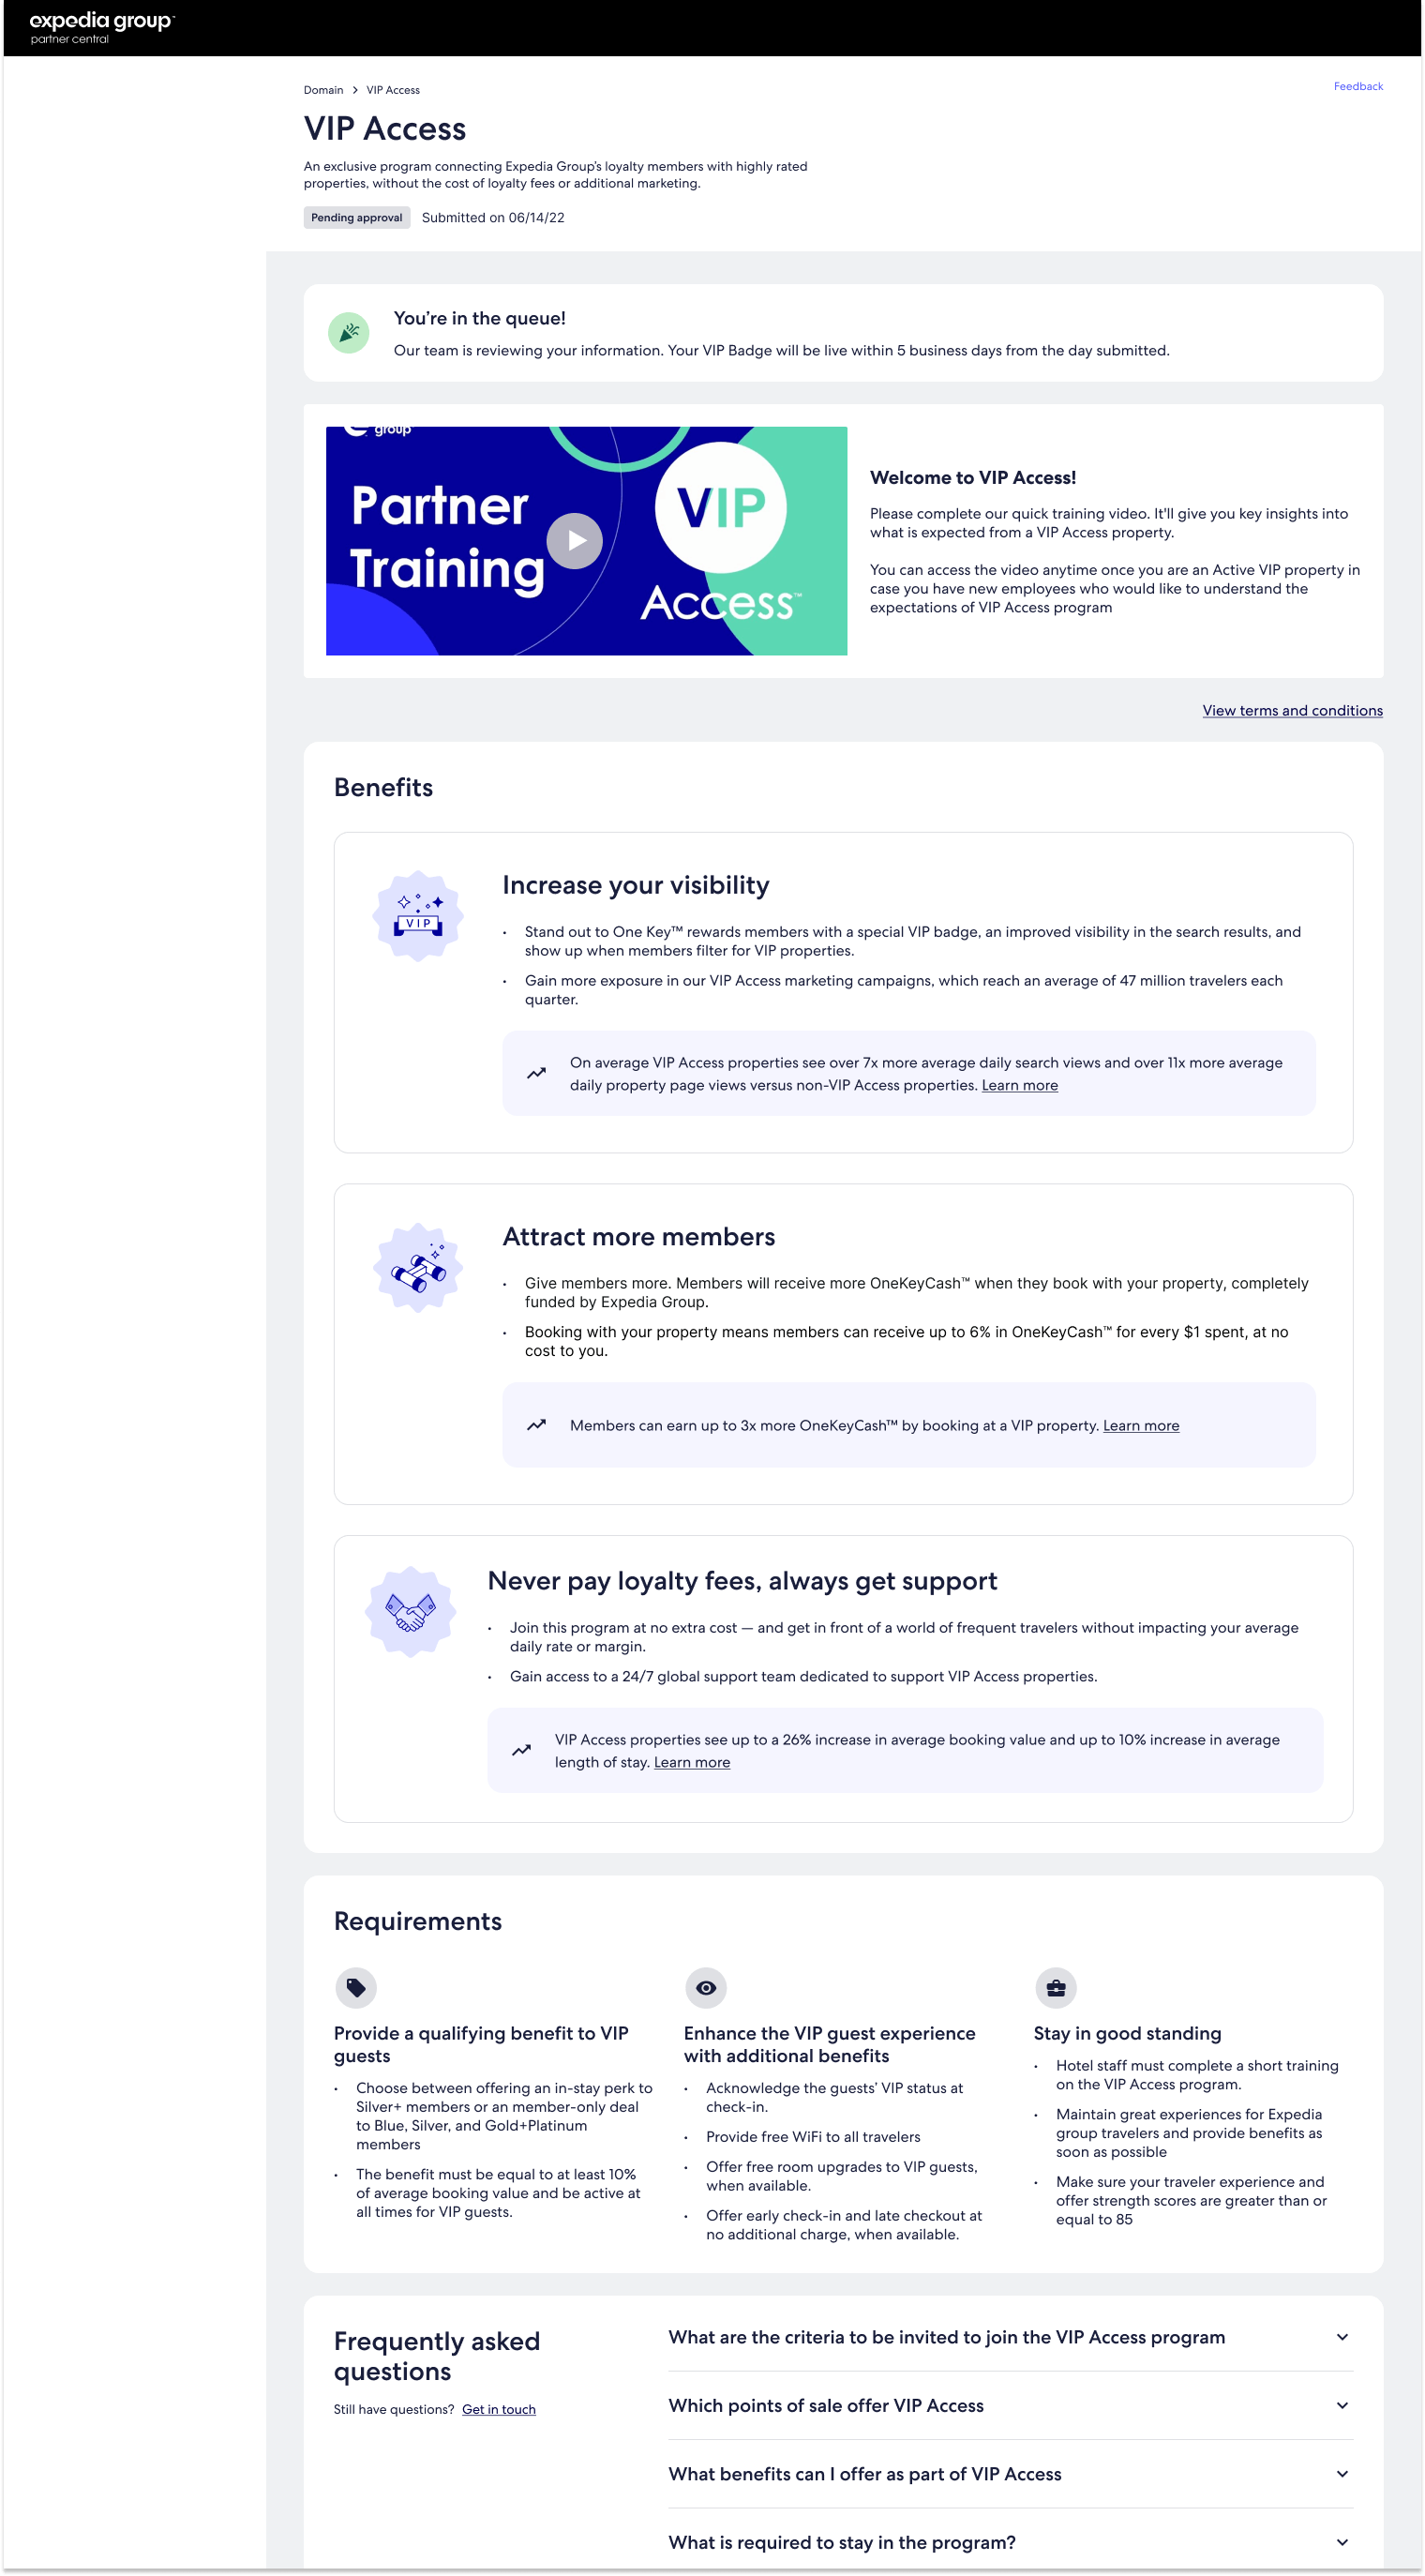 expedia group™
partner central
Domain > VIP Access
Feedback
VIP Access
An exclusive program connecting Expedia Group's loyalty members with highly rated
properties, without the cost of loyalty fees or additional marketing.
Pending approval Submitted on 06/14/22
You're in the queue!
Our team is reviewing your information. Your VIP Badge will be live within 5 business days from the day submitted.
group
Partner
Training
VIP
Access™
Welcome to VIP Access!
Please complete our quick training video. It'll give you key insights into
what is expected from a VIP Access property.
You can access the video anytime once you are an Active VIP property in
case you have new employees who would like to understand the
expectations of VIP Access program
View terms and conditions
Benefits
VIP
Increase your visibility
• Stand out to One Key™ rewards members with a special VIP badge, an improved visibility in the search results, and
show up when members filter for VIP properties.
• Gain more exposure in our VIP Access marketing campaigns, which reach an average of 47 million travelers each
quarter.
On average VIP Access properties see over 7x more average daily search views and over 11x more average
daily property page views versus non-VIP Access properties. Learn more
Attract more members
• Give members more. Members will receive more OneKeyCash™ when they book with your property, completely
funded by Expedia Group.
• Booking with your property means members can receive up to 6% in OneKeyCash™ for every $1 spent, at no
cost to you.
Members can earn up to 3x more OneKeyCash™ by booking at a VIP property. Learn more
Never pay loyalty fees, always get support
• Join this program at no extra cost — and get in front of a world of frequent travelers without impacting your average
daily rate or margin.
• Gain access to a 24/7 global support team dedicated to support VIP Access properties.
VIP Access properties see up to a 26% increase in average booking value and up to 10% increase in average
length of stay. Learn more
Requirements
Provide a qualifying benefit to VIP
guests
• Choose between offering an in-stay perk to
Silver+ members or an member-only deal
to Blue, Silver, and Gold+Platinum
members
• The benefit must be equal to at least 10%
of average booking value and be active at
all times for VIP guests.
Enhance the VIP guest experience
with additional benefits
• Acknowledge the guests' VIP status at
check-in.
• Provide free WiFi to all travelers
• Offer free room upgrades to VIP guests,
when available.
• Offer early check-in and late checkout at
no additional charge, when available.
Stay in good standing
• Hotel staff must complete a short training
on the VIP Access program.
• Maintain great experiences for Expedia
group travelers and provide benefits as
soon as possible
• Make sure your traveler experience and
offer strength scores are greater than or
equal to 85
Frequently asked
questions
Still have questions? Get in touch
What are the criteria to be invited to join the VIP Access program
Which points of sale offer VIP Access
What benefits can I offer as part of VIP Access
What is required to stay in the program?